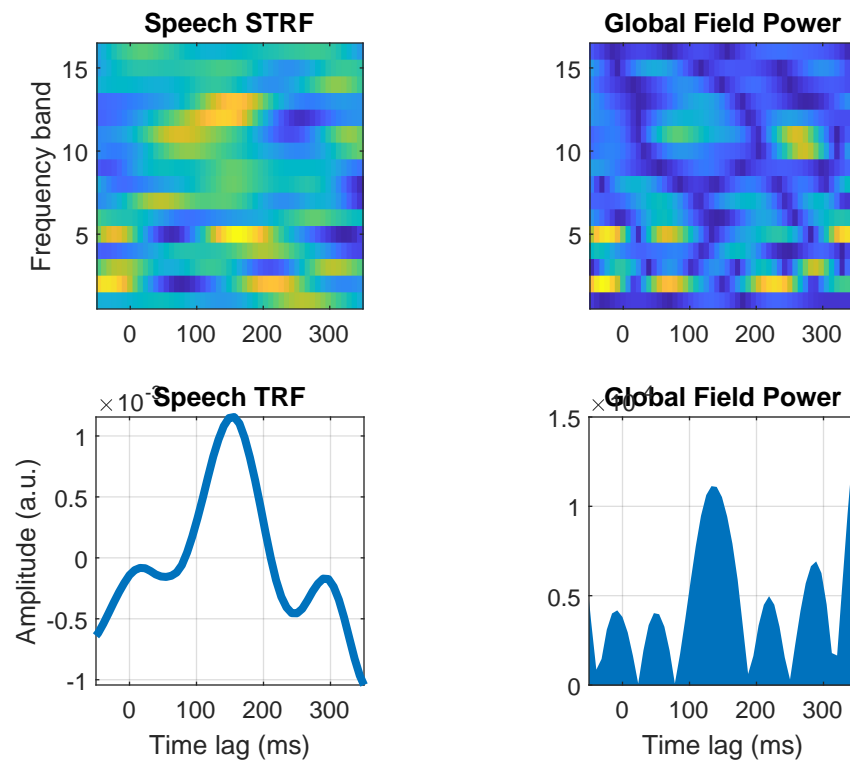 Speech STRF
Global Field Power
15
10
5
Frequency band
0 100 200 300
15
10
5
0 100 200 300
Speech TRF
Global Field Power
× 10^-3
1
0.5
0
-0.5
-1
Amplitude (a.u.)
0 100 200 300
Time lag (ms)
1.5
1
0.5
0
0 100 200 300
Time lag (ms)